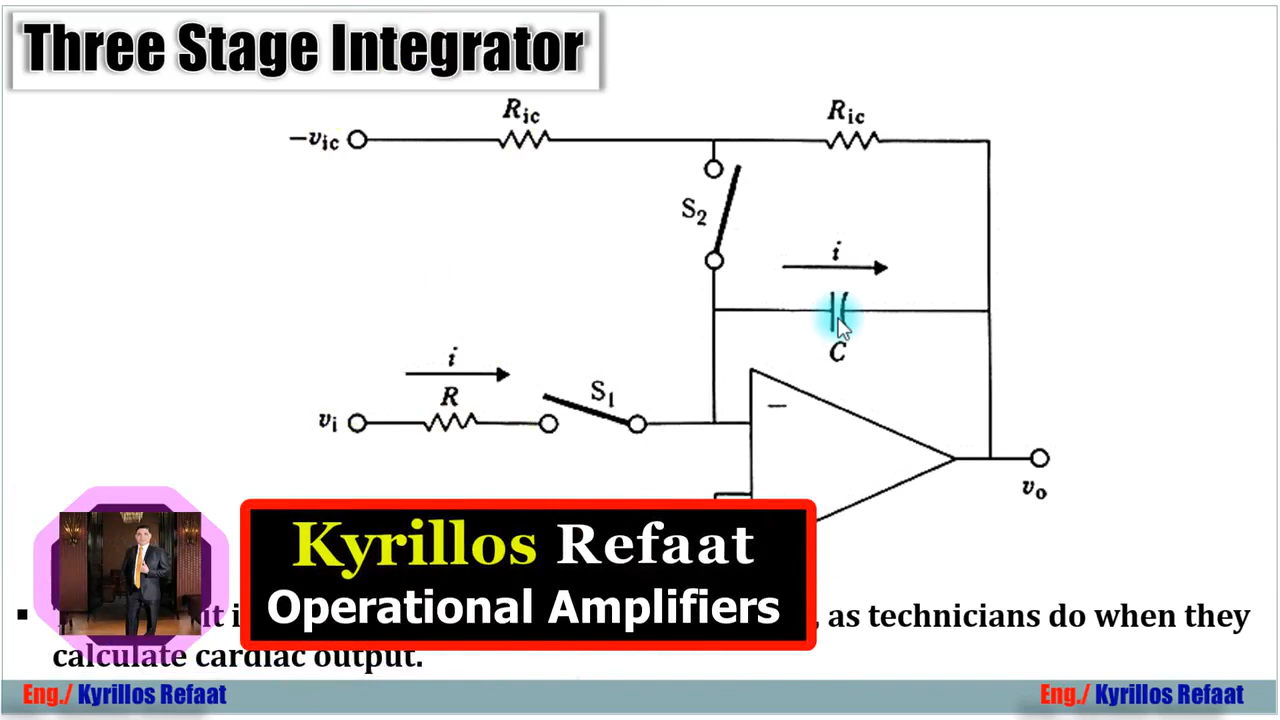 Three Stage Integrator
Ric
Ric
−vic
S2
i
C
i
R
S1
vi
−
vo
Kyrillos Refaat
Operational Amplifiers
, as technicians do when they
calculate cardiac output.
Eng./ Kyrillos Refaat
Eng./ Kyrillos Refaat